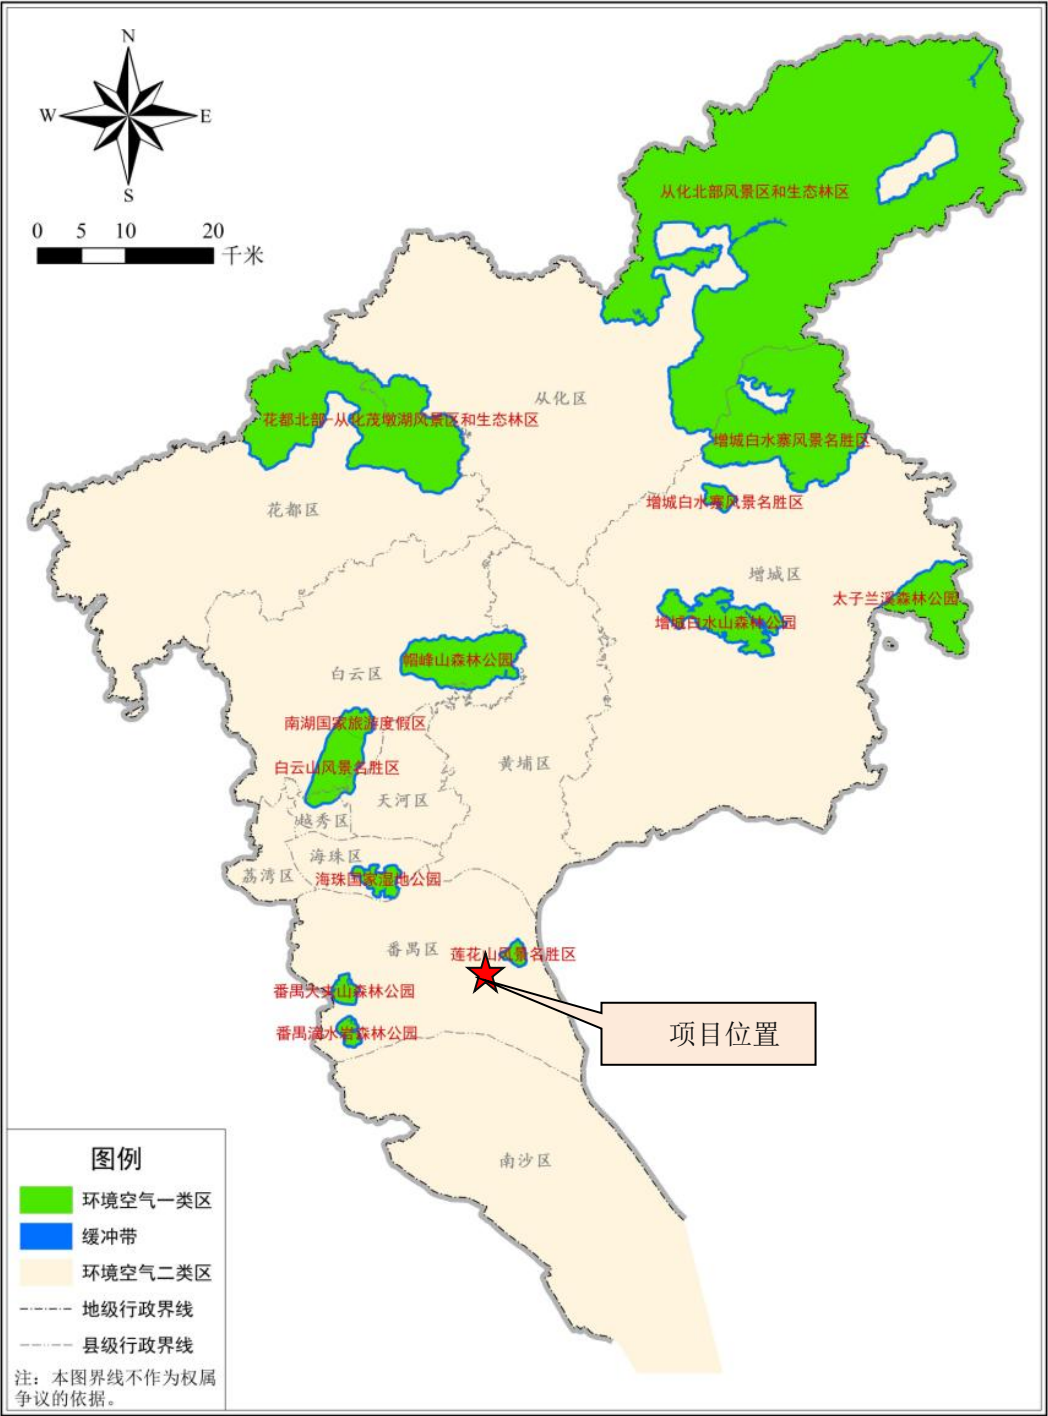 N
W
E
S
0 5 10 20
千米
从化北部风景区和生态林区
从化区
花都北部-从化茂墩湖风景区和生态林区
增城白水寨风景名胜区
增城白水寨风景名胜区
花都区
增城区
太子兰溪森林公园
增城白水山森林公园
帽峰山森林公园
白云区
南湖国家旅游度假区
白云山风景名胜区
黄埔区
天河区
越秀区
海珠区
荔湾区
海珠国家湿地公园
番禺区
莲花山风景名胜区
番禺大夫山森林公园
番禺滴水岩森林公园
项目位置
南沙区
图例
环境空气一类区
缓冲带
环境空气二类区
地级行政界线
县级行政界线
注：本图界线不作为权属
争议的依据。